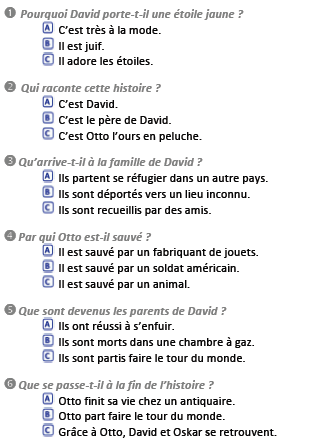 ❶ Pourquoi David porte-t-il une étoile jaune ?
A C'est très à la mode.
B Il est juif.
C Il adore les étoiles.
❷ Qui raconte cette histoire ?
A C'est David.
B C'est le père de David.
C C'est Otto l'ours en peluche.
❸ Qu'arrive-t-il à la famille de David ?
A Ils partent se réfugier dans un autre pays.
B Ils sont déportés vers un lieu inconnu.
C Ils sont recueillis par des amis.
❹ Par qui Otto est-il sauvé ?
A Il est sauvé par un fabriquant de jouets.
B Il est sauvé par un soldat américain.
C Il est sauvé par un animal.
❺ Que sont devenus les parents de David ?
A Ils ont réussi à s'enfuir.
B Ils sont morts dans une chambre à gaz.
C Ils sont partis faire le tour du monde.
❻ Que se passe-t-il à la fin de l'histoire ?
A Otto finit sa vie chez un antiquaire.
B Otto part faire le tour du monde.
C Grâce à Otto, David et Oskar se retrouvent.